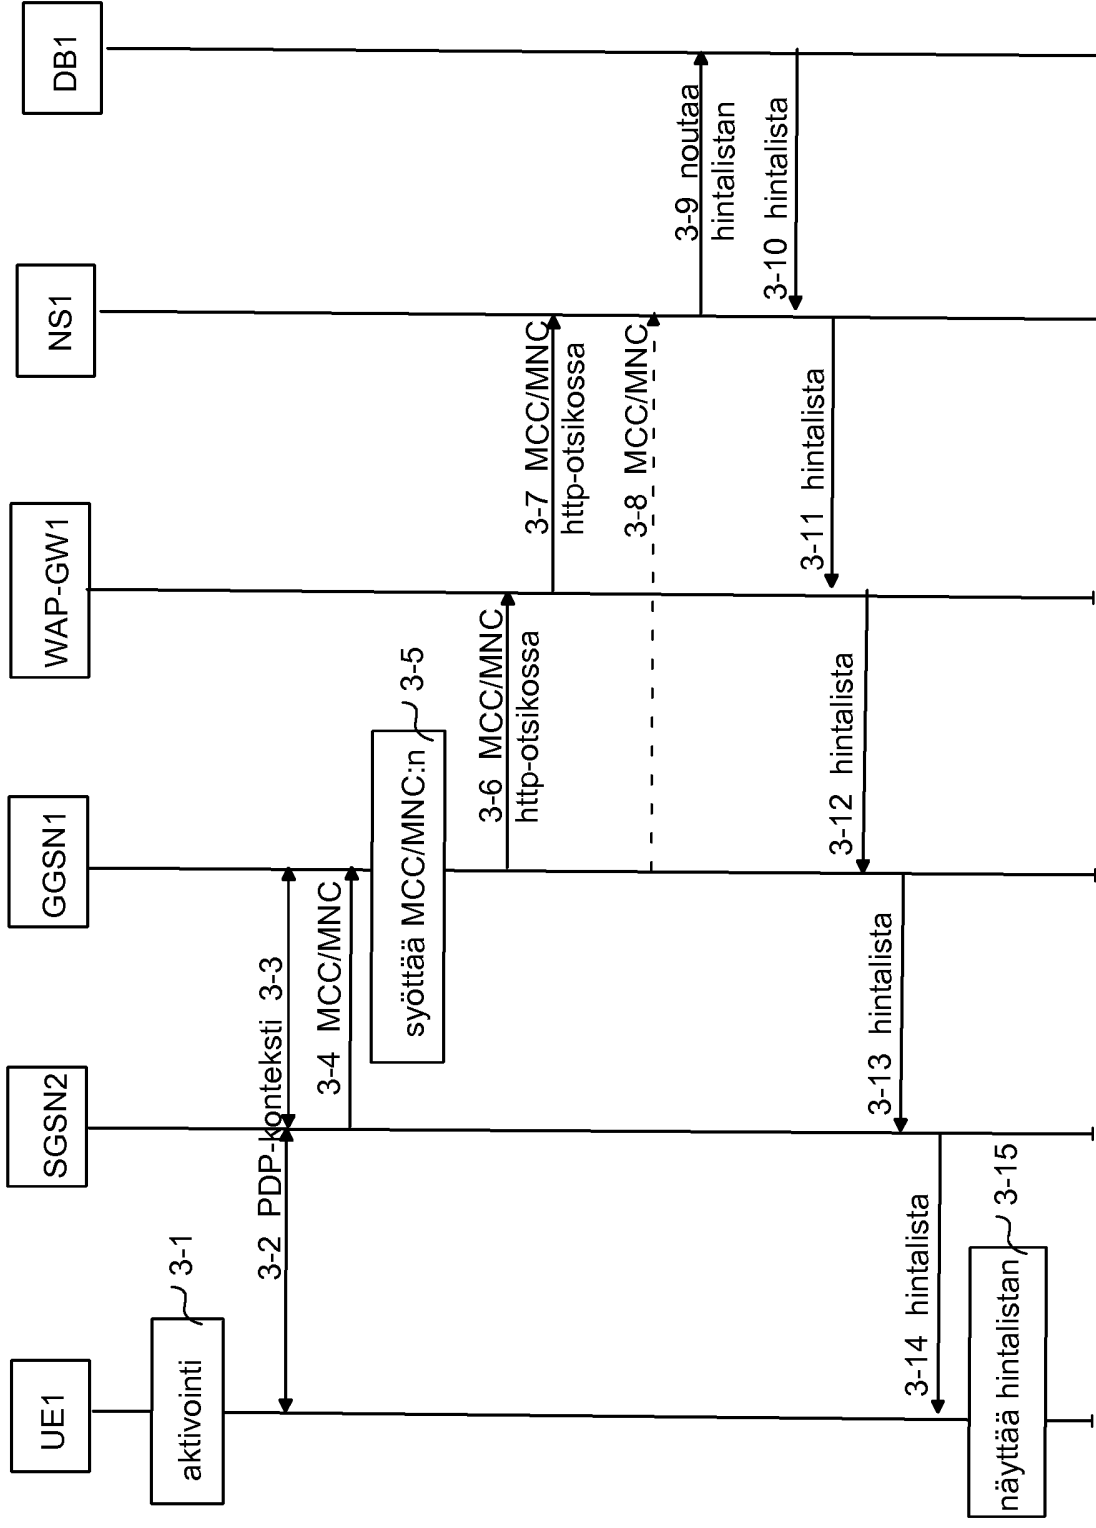 UE1
SGSN2
GGSN1
WAP-GW1
NS1
DB1
aktivointi
3-1
3-2 PDP-konteksti 3-3
3-4 MCC/MNC
syöttää MCC/MNC:n
3-5
3-6 MCC/MNC
http-otsikossa
3-7 MCC/MNC
http-otsikossa
3-8 MCC/MNC
3-9 noutaa
hintalistan
3-10 hintalista
3-11 hintalista
3-12 hintalista
3-13 hintalista
3-14 hintalista
näyttää hintalistan
3-15